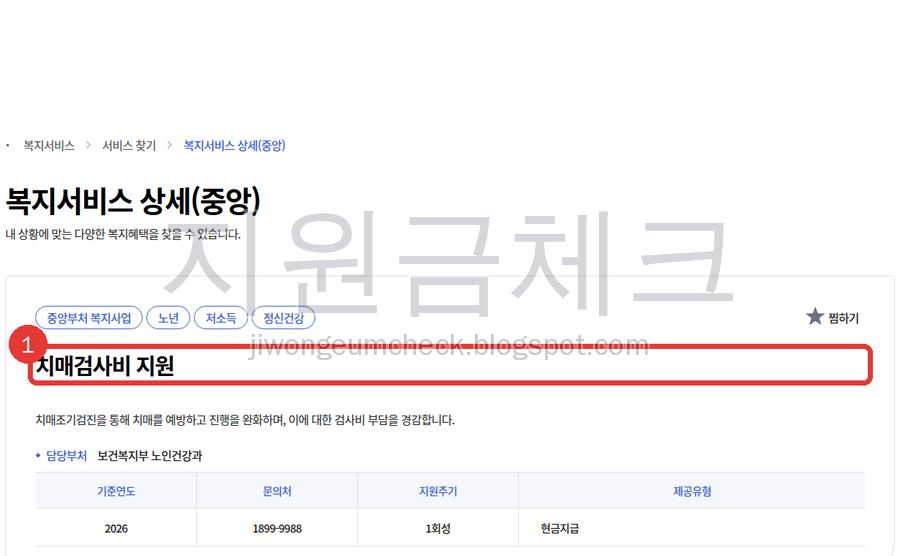 · 복지서비스 > 서비스 찾기 > 복지서비스 상세(중앙)
복지서비스 상세(중앙)
내 상황에 맞는 다양한 복지혜택을 찾을 수 있습니다.
지원금체크
중앙부처 복지사업 노년 저소득 정신건강 ★ 찜하기
jiwongeumcheck.blogspot.com
1
치매검사비 지원
치매조기검진을 통해 치매를 예방하고 진행을 완화하며, 이에 대한 검사비 부담을 경감합니다.
담당부처 보건복지부 노인건강과
기준연도 문의처 지원주기 제공유형
2026 1899-9988 1회성 현금지급